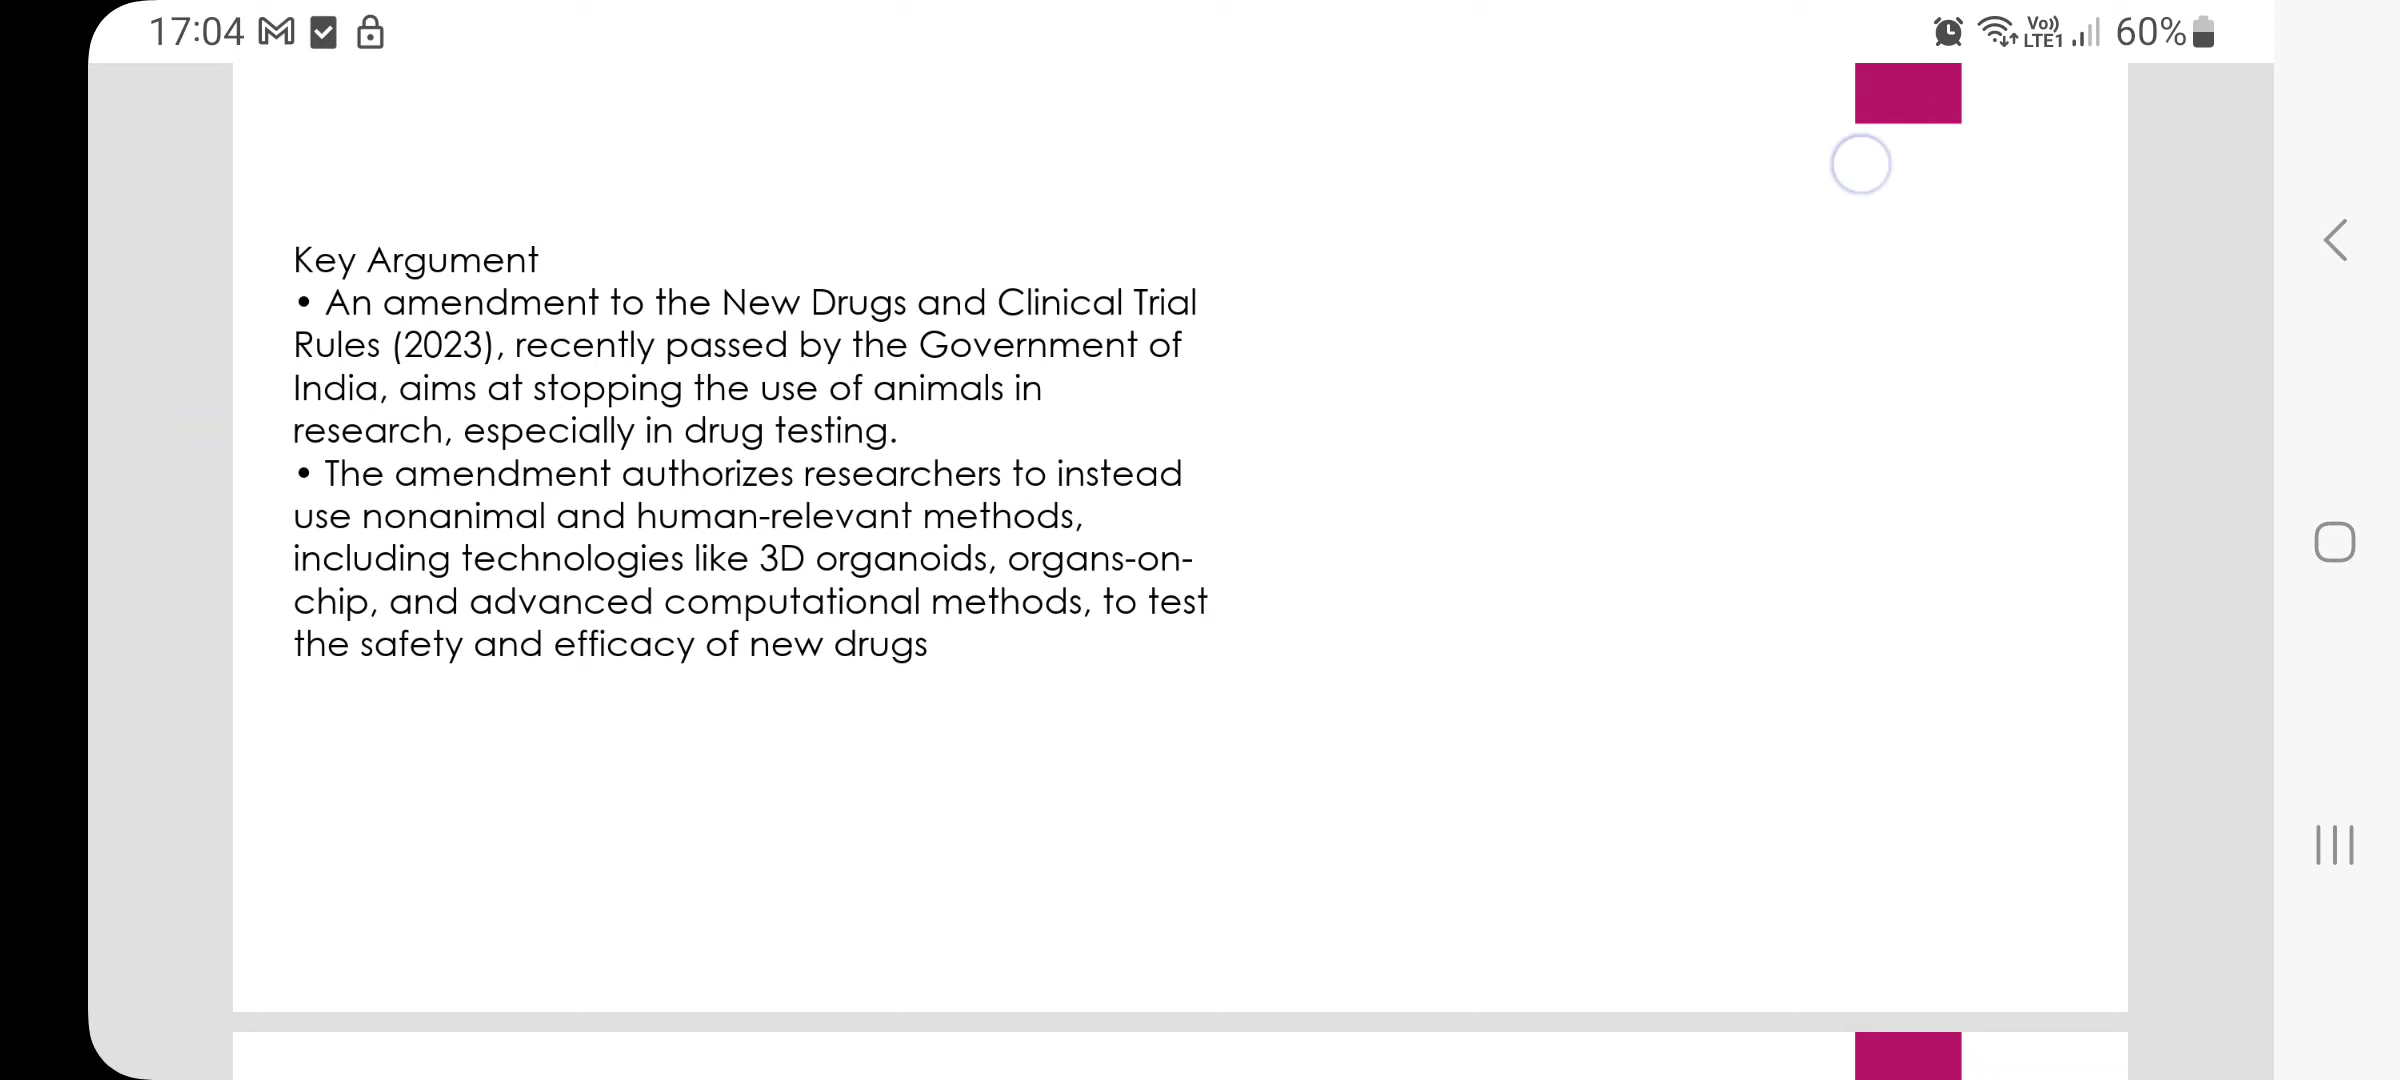 17:04
Vo))
LTE1
60%
Key Argument
• An amendment to the New Drugs and Clinical Trial
Rules (2023), recently passed by the Government of
India, aims at stopping the use of animals in
research, especially in drug testing.
• The amendment authorizes researchers to instead
use nonanimal and human-relevant methods,
including technologies like 3D organoids, organs-on-
chip, and advanced computational methods, to test
the safety and efficacy of new drugs